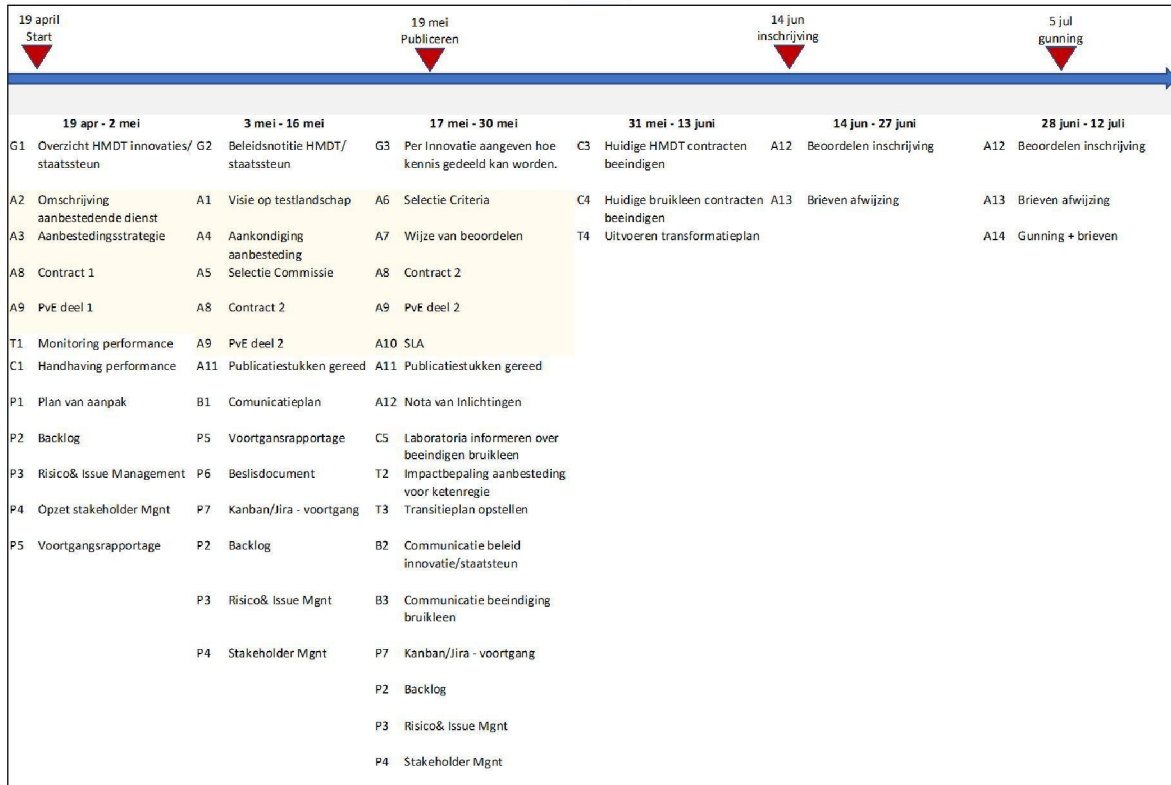 19 april
Start
19 mei
Publiceren
14 jun
inschrijving
5 jul
gunning
19 apr - 2 mei
3 mei - 16 mei
17 mei - 30 mei
31 mei - 13 juni
14 jun - 27 juni
28 juni - 12 juli
G1 Overzicht HMDT innovaties/
staatssteun
G2 Beleidsnotitie HMDT/
staatssteun
G3 Per Innovatie aangeven hoe
kennis gedeeld kan worden.
C3 Huidige HMDT contracten
beeindigen
A12 Beoordelen inschrijving
A12 Beoordelen inschrijving
A2 Omschrijving
aanbestedende dienst
A1 Visie op testlandschap
A6 Selectie Criteria
C4 Huidige bruikleen contracten
beeindigen
A13 Brieven afwijzing
A13 Brieven afwijzing
A3 Aanbestedingsstrategie
A4 Aankondiging
aanbesteding
A7 Wijze van beoordelen
T4 Uitvoeren transformatieplan
A14 Gunning + brieven
A8 Contract 1
A5 Selectie Commissie
A8 Contract 2
A9 PvE deel 1
A8 Contract 2
A9 PvE deel 2
T1 Monitoring performance
A9 PvE deel 2
A10 SLA
C1 Handhaving performance
A11 Publicatiestukken gereed
A11 Publicatiestukken gereed
P1 Plan van aanpak
B1 Comunicatieplan
A12 Nota van Inlichtingen
P2 Backlog
P5 Voortgansrapportage
C5 Laboratoria informeren over
beeindigen bruikleen
P3 Risico& Issue Management
P6 Beslisdocument
T2 Impactbepaling aanbesteding
voor ketenregie
P4 Opzet stakeholder Mgnt
P7 Kanban/Jira - voortgang
T3 Transitieplan opstellen
P5 Voortgangsrapportage
P2 Backlog
B2 Communicatie beleid
innovatie/staatsteun
P3 Risico& Issue Mgnt
B3 Communicatie beeindiging
bruikleen
P4 Stakeholder Mgnt
P7 Kanban/Jira - voortgang
P2 Backlog
P3 Risico& Issue Mgnt
P4 Stakeholder Mgnt